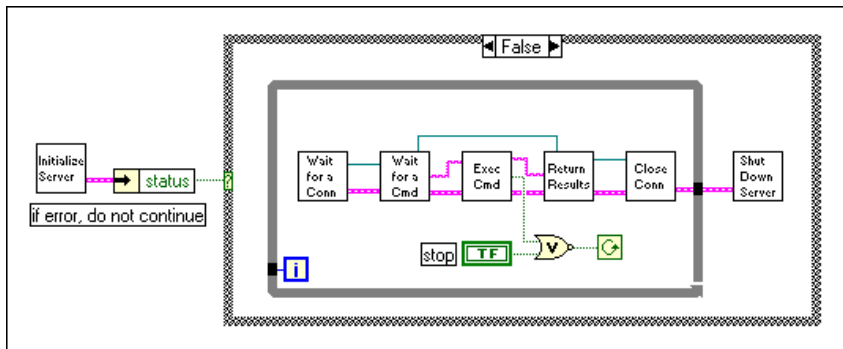 False
Initialize
Server
status
?
if error, do not continue
Wait
for a
Conn
Wait
for a
Cmd
Exec
Cmd
Return
Results
Close
Conn
Shut
Down
Server
stop
TF
V
i